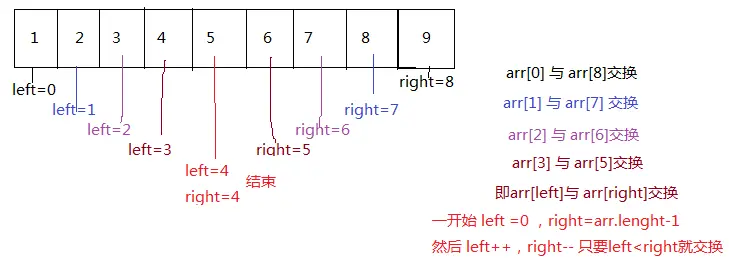 1 2 3 4 5 6 7 8 9
left=0
right=8
left=1
right=7
left=2
right=6
left=3
right=5
left=4
right=4
结束
arr[0] 与 arr[8]交换
arr[1] 与 arr[7] 交换
arr[2] 与 arr[6]交换
arr[3] 与 arr[5]交换
即arr[left]与 arr[right]交换
一开始 left =0 ，right=arr.lenght-1
然后 left++，right-- 只要left<right就交换